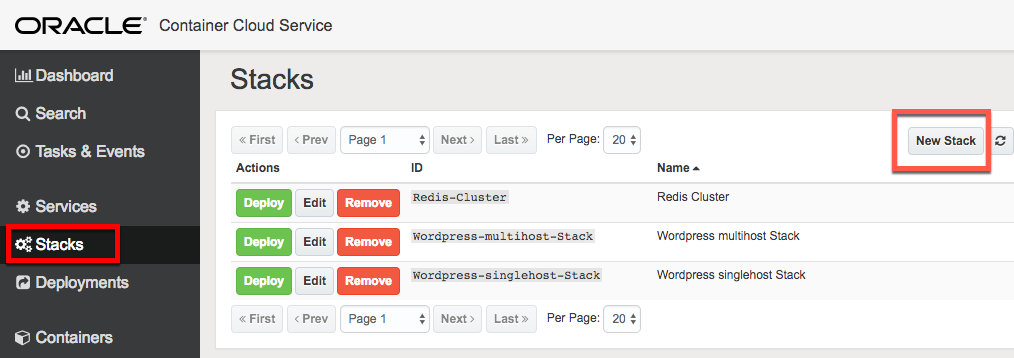 ORACLE® Container Cloud Service
Dashboard
Search
Tasks & Events
Services
Stacks
Deployments
Containers
Stacks
« First ‹ Prev Page 1 Next › Last » Per Page: 20 New Stack
Actions ID Name
Deploy Edit Remove Redis-Cluster Redis Cluster
Deploy Edit Remove Wordpress-multihost-Stack Wordpress multihost Stack
Deploy Edit Remove Wordpress-singlehost-Stack Wordpress singlehost Stack
« First ‹ Prev Page 1 Next › Last » Per Page: 20